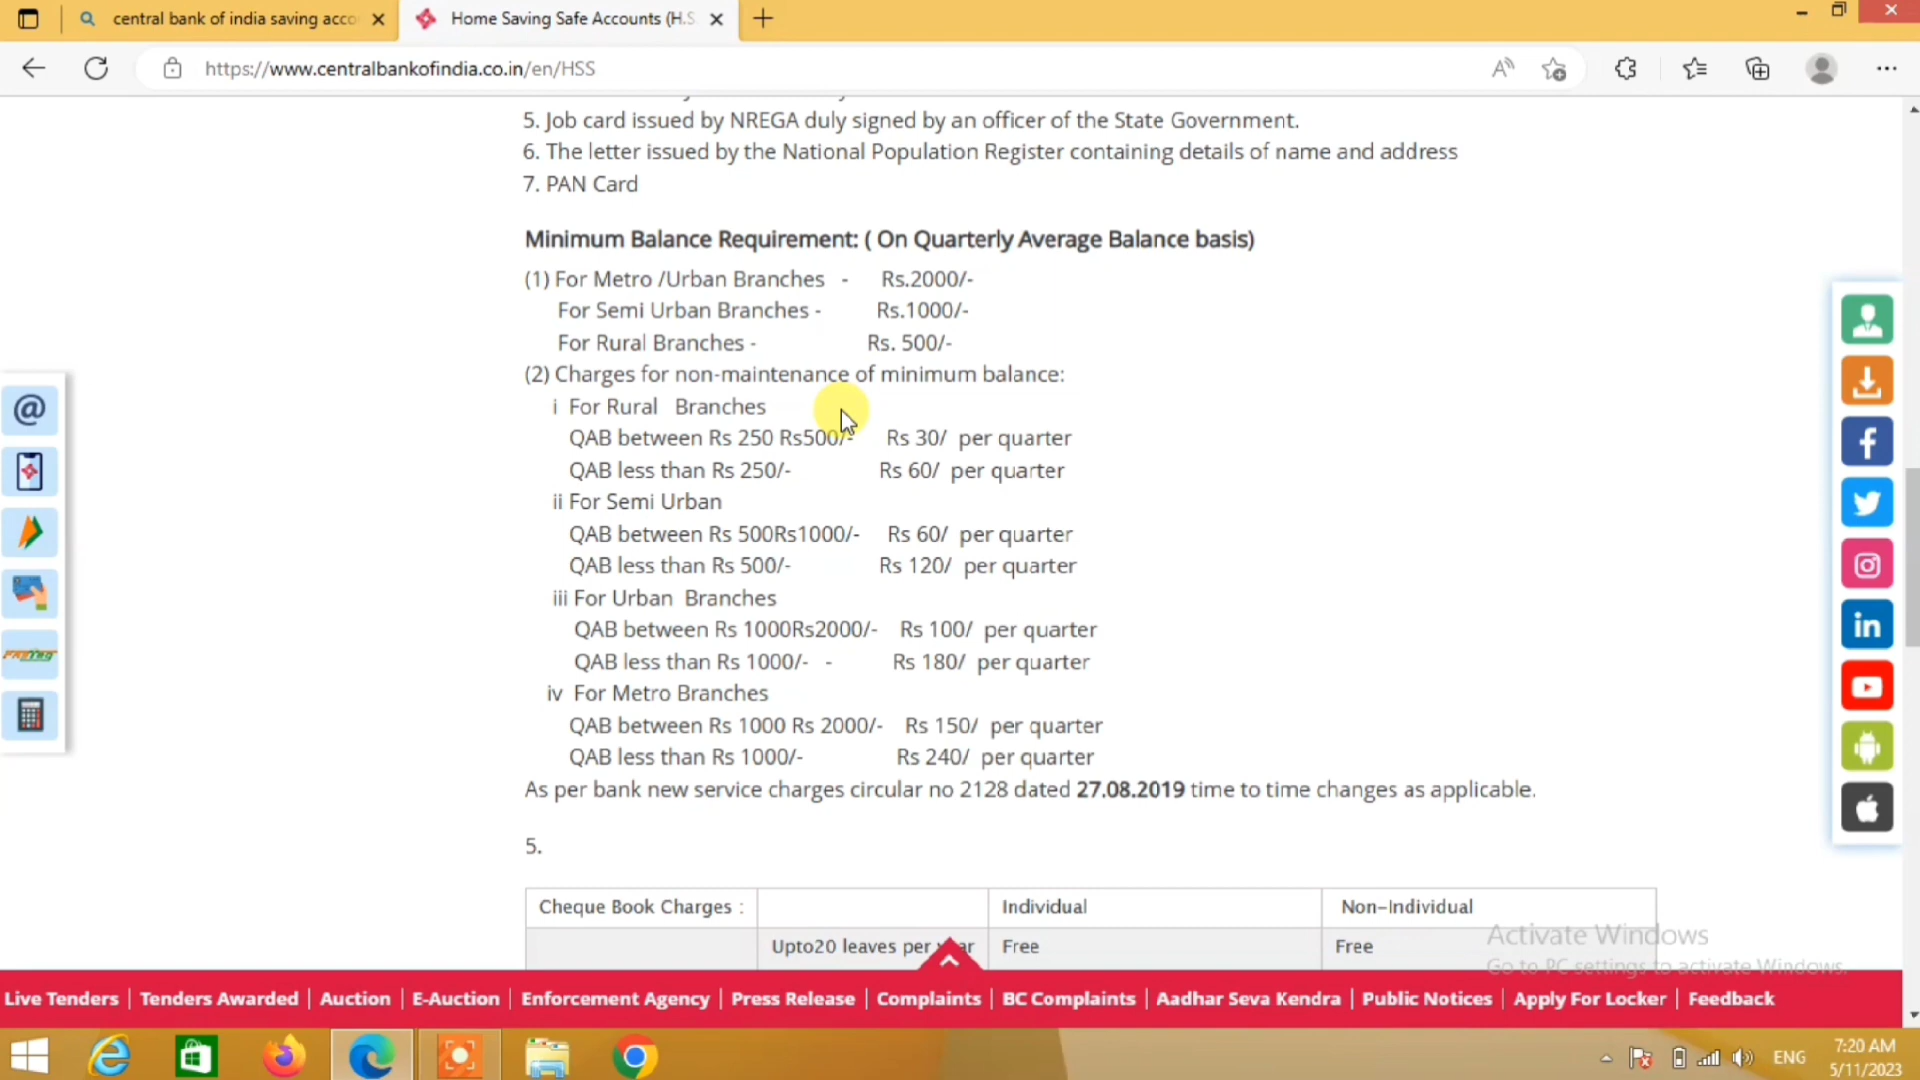 central bank of india saving acco
Home Saving Safe Accounts (H.S
https://www.centralbankofindia.co.in/en/HSS
5. Job card issued by NREGA duly signed by an officer of the State Government.
6. The letter issued by the National Population Register containing details of name and address
7. PAN Card
Minimum Balance Requirement: ( On Quarterly Average Balance basis)
(1) For Metro /Urban Branches - Rs.2000/-
For Semi Urban Branches - Rs.1000/-
For Rural Branches - Rs. 500/-
(2) Charges for non-maintenance of minimum balance:
i For Rural Branches
QAB between Rs 250 Rs500/- Rs 30/ per quarter
QAB less than Rs 250/- Rs 60/ per quarter
ii For Semi Urban
QAB between Rs 500Rs1000/- Rs 60/ per quarter
QAB less than Rs 500/- Rs 120/ per quarter
iii For Urban Branches
QAB between Rs 1000Rs2000/- Rs 100/ per quarter
QAB less than Rs 1000/- - Rs 180/ per quarter
iv For Metro Branches
QAB between Rs 1000 Rs 2000/- Rs 150/ per quarter
QAB less than Rs 1000/- Rs 240/ per quarter
As per bank new service charges circular no 2128 dated 27.08.2019 time to time changes as applicable.
5.
Cheque Book Charges : Individual Non-Individual
Upto20 leaves per year Free Free
Activate Windows
Go to PC settings to activate Windows.
Live Tenders | Tenders Awarded | Auction | E-Auction | Enforcement Agency | Press Release | Complaints | BC Complaints | Aadhar Seva Kendra | Public Notices | Apply For Locker | Feedback
ENG
7:20 AM
5/11/2023